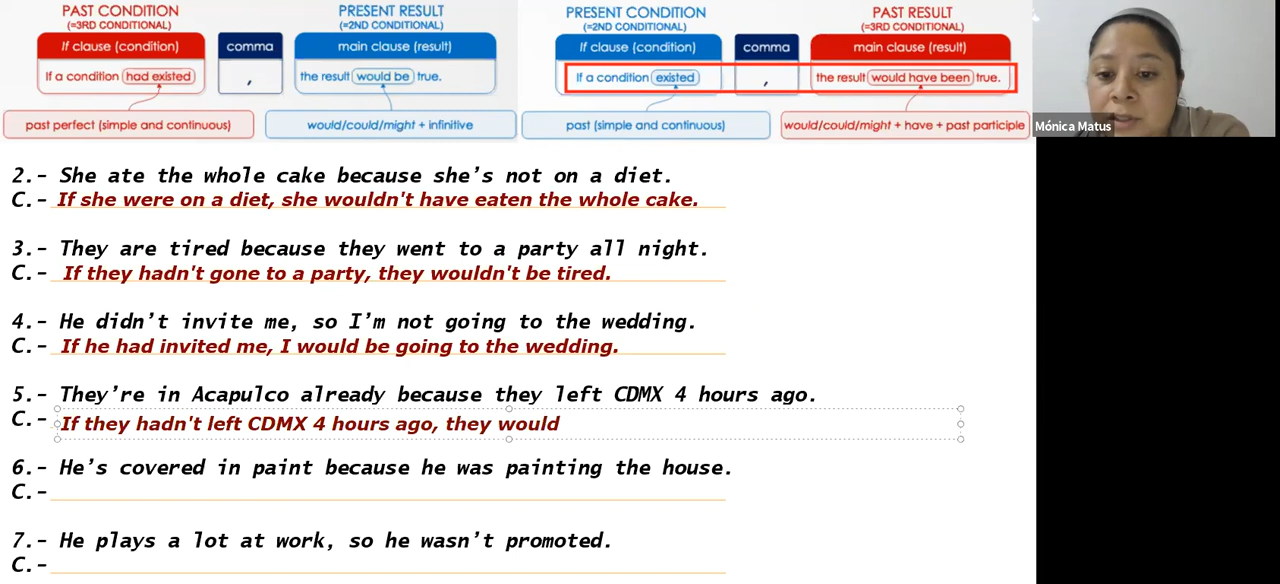 PAST CONDITION
(=3RD CONDITIONAL)
PRESENT RESULT
(=2ND CONDITIONAL)
If clause (condition)
comma
main clause (result)
If a condition had existed
,
the result would be true.
past perfect (simple and continuous)
would/could/might + infinitive
PRESENT CONDITION
(=2ND CONDITIONAL)
PAST RESULT
(=3RD CONDITIONAL)
If clause (condition)
comma
main clause (result)
If a condition existed
,
the result would have been true.
past (simple and continuous)
would/could/might + have + past participle
Mónica Matus
2.- She ate the whole cake because she's not on a diet.
C.- If she were on a diet, she wouldn't have eaten the whole cake.
3.- They are tired because they went to a party all night.
C.- If they hadn't gone to a party, they wouldn't be tired.
4.- He didn't invite me, so I'm not going to the wedding.
C.- If he had invited me, I would be going to the wedding.
5.- They're in Acapulco already because they left CDMX 4 hours ago.
C.- If they hadn't left CDMX 4 hours ago, they would
6.- He's covered in paint because he was painting the house.
C.-
7.- He plays a lot at work, so he wasn't promoted.
C.-